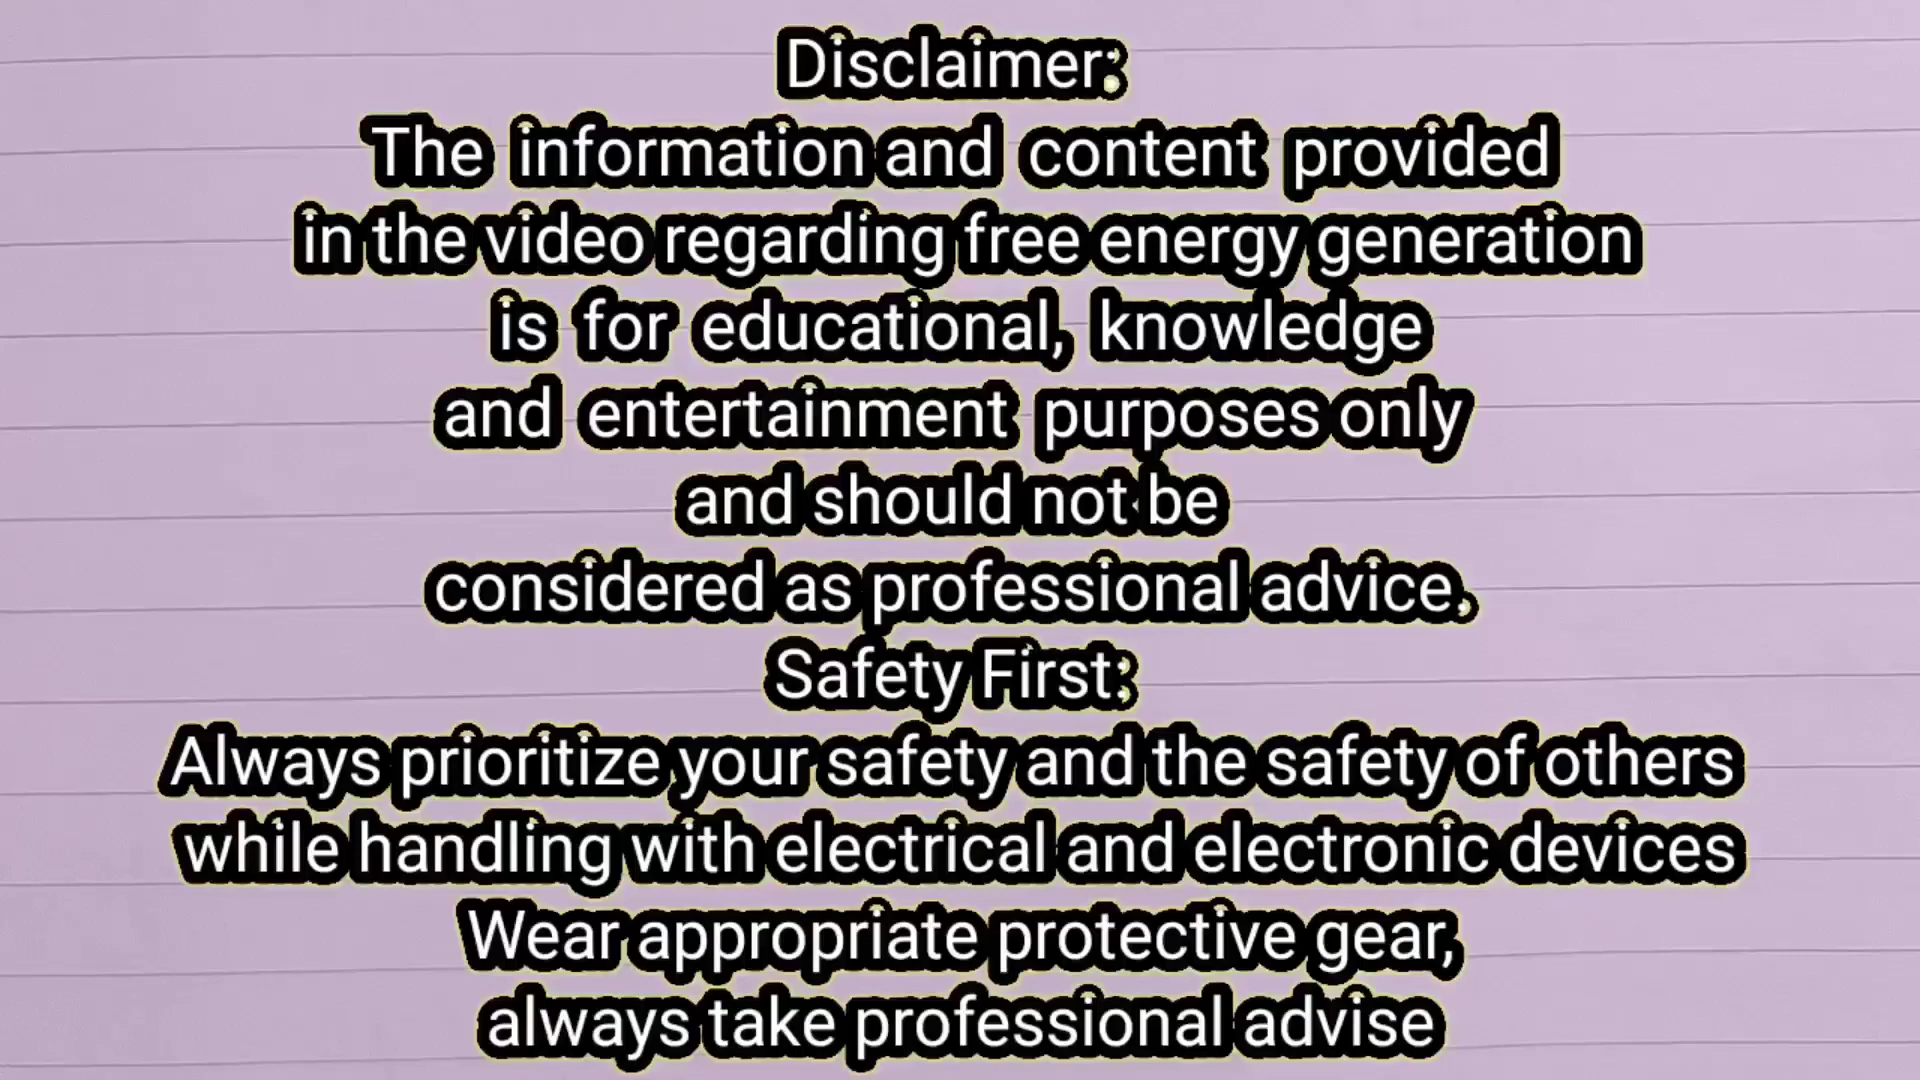 Disclaimer:
The information and content provided
in the video regarding free energy generation
is for educational, knowledge
and entertainment purposes only
and should not be
considered as professional advice.
Safety First:
Always prioritize your safety and the safety of others
while handling with electrical and electronic devices
Wear appropriate protective gear,
always take professional advise